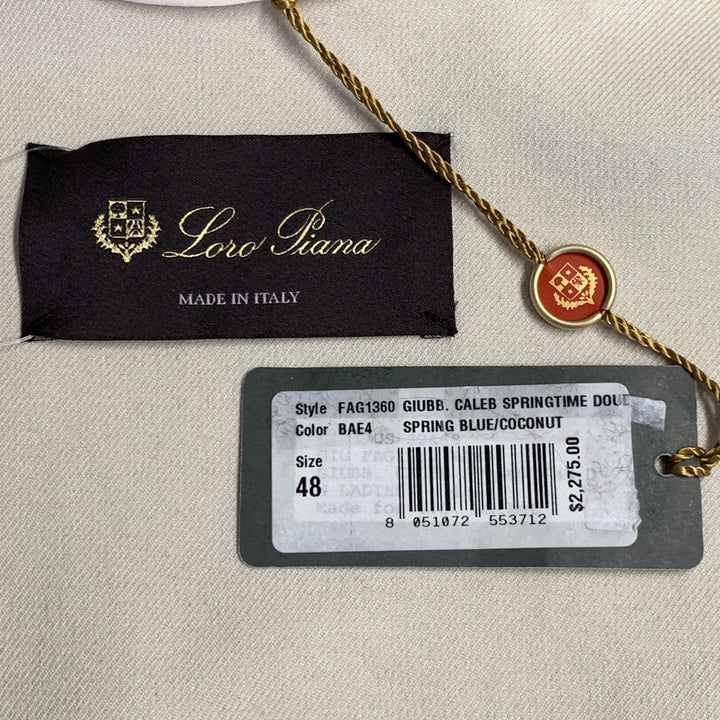 Loro Piana
MADE IN ITALY
Style FAG1360 GIUBB. CALEB SPRINGTIME DOUD
Color BAE4 SPRING BLUE/COCONUT
Size
48
$2,275.00
8 051072 553712